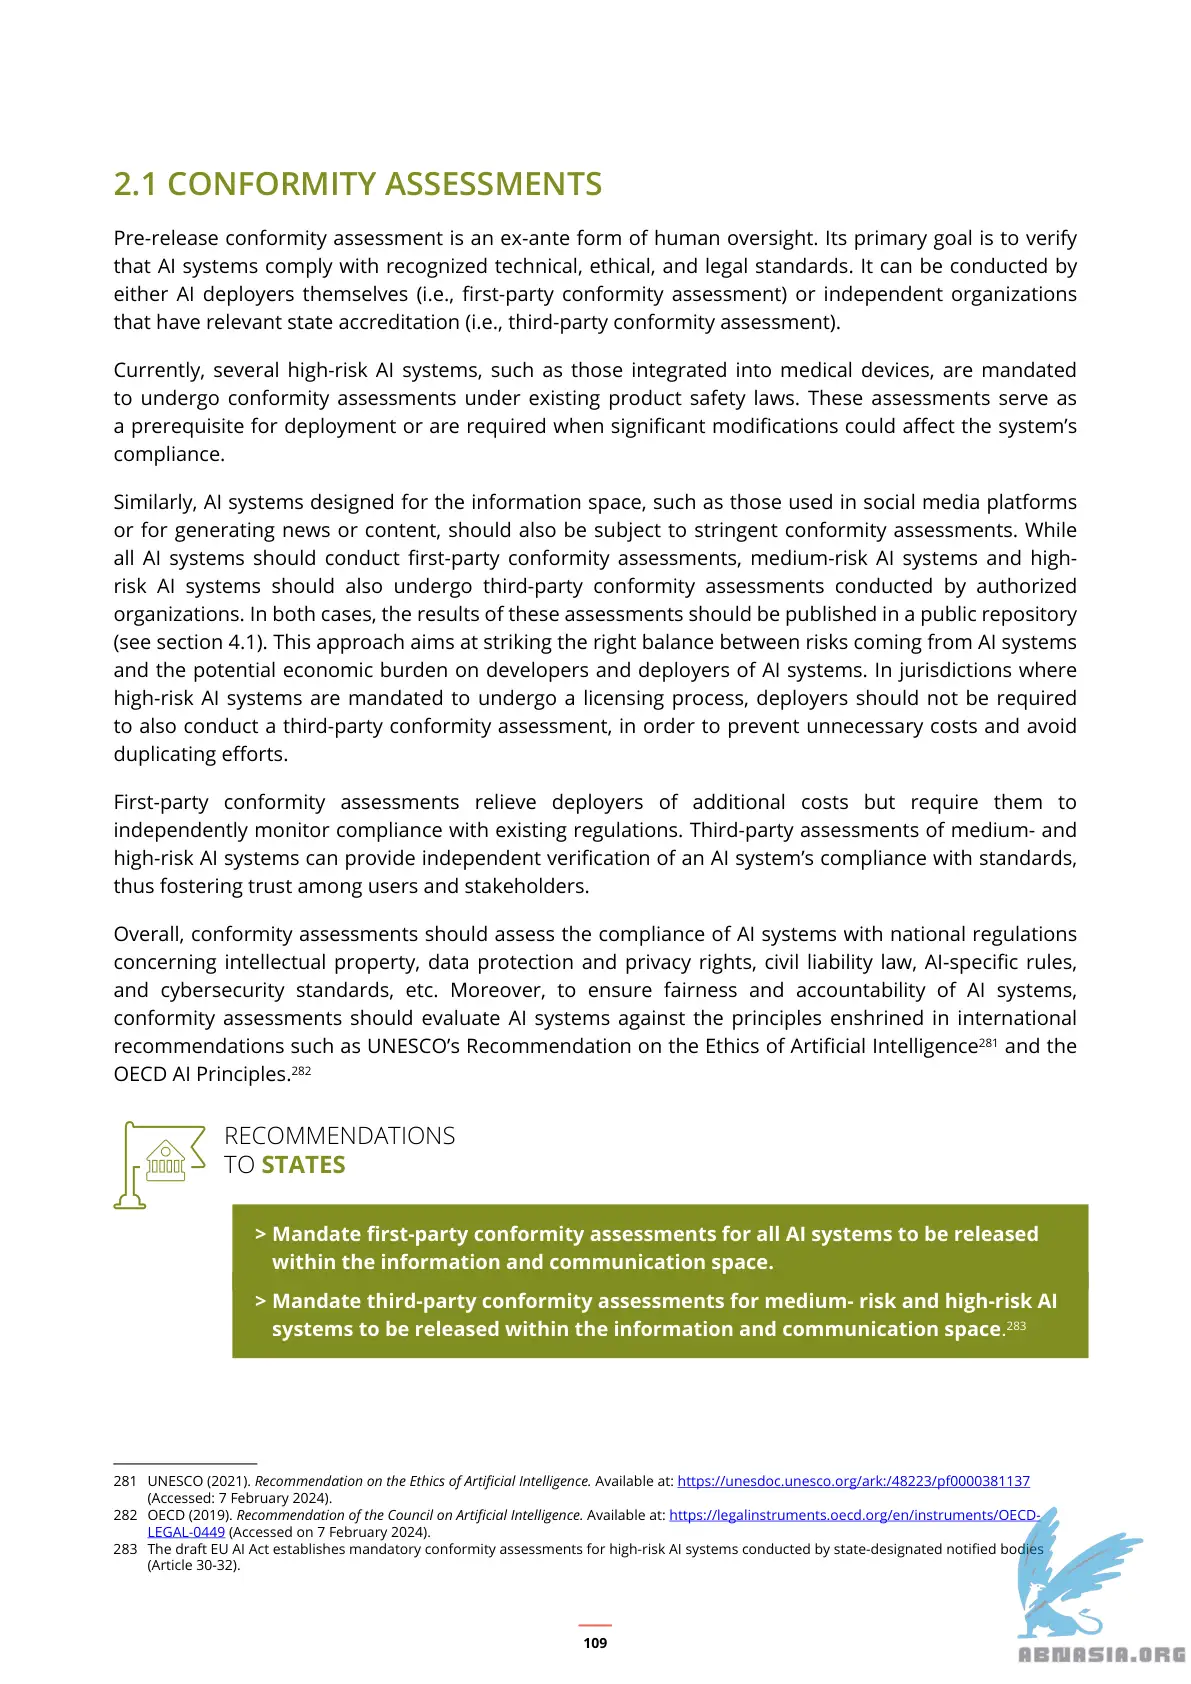 2.1 CONFORMITY ASSESSMENTS
Pre-release conformity assessment is an ex-ante form of human oversight. Its primary goal is to verify
that AI systems comply with recognized technical, ethical, and legal standards. It can be conducted by
either AI deployers themselves (i.e., first-party conformity assessment) or independent organizations
that have relevant state accreditation (i.e., third-party conformity assessment).
Currently, several high-risk AI systems, such as those integrated into medical devices, are mandated
to undergo conformity assessments under existing product safety laws. These assessments serve as
a prerequisite for deployment or are required when significant modifications could affect the system’s
compliance.
Similarly, AI systems designed for the information space, such as those used in social media platforms
or for generating news or content, should also be subject to stringent conformity assessments. While
all AI systems should conduct first-party conformity assessments, medium-risk AI systems and high-
risk AI systems should also undergo third-party conformity assessments conducted by authorized
organizations. In both cases, the results of these assessments should be published in a public repository
(see section 4.1). This approach aims at striking the right balance between risks coming from AI systems
and the potential economic burden on developers and deployers of AI systems. In jurisdictions where
high-risk AI systems are mandated to undergo a licensing process, deployers should not be required
to also conduct a third-party conformity assessment, in order to prevent unnecessary costs and avoid
duplicating efforts.
First-party conformity assessments relieve deployers of additional costs but require them to
independently monitor compliance with existing regulations. Third-party assessments of medium- and
high-risk AI systems can provide independent verification of an AI system’s compliance with standards,
thus fostering trust among users and stakeholders.
Overall, conformity assessments should assess the compliance of AI systems with national regulations
concerning intellectual property, data protection and privacy rights, civil liability law, AI-specific rules,
and cybersecurity standards, etc. Moreover, to ensure fairness and accountability of AI systems,
conformity assessments should evaluate AI systems against the principles enshrined in international
recommendations such as UNESCO’s Recommendation on the Ethics of Artificial Intelligence281 and the
OECD AI Principles.282
RECOMMENDATIONS
TO STATES
> Mandate first-party conformity assessments for all AI systems to be released
within the information and communication space.
> Mandate third-party conformity assessments for medium- risk and high-risk AI
systems to be released within the information and communication space.283
281 UNESCO (2021). Recommendation on the Ethics of Artificial Intelligence. Available at: https://unesdoc.unesco.org/ark:/48223/pf0000381137
(Accessed: 7 February 2024).
282 OECD (2019). Recommendation of the Council on Artificial Intelligence. Available at: https://legalinstruments.oecd.org/en/instruments/OECD-
LEGAL-0449 (Accessed on 7 February 2024).
283 The draft EU AI Act establishes mandatory conformity assessments for high-risk AI systems conducted by state-designated notified bodies
(Article 30-32).
109
ABNASIA.ORG